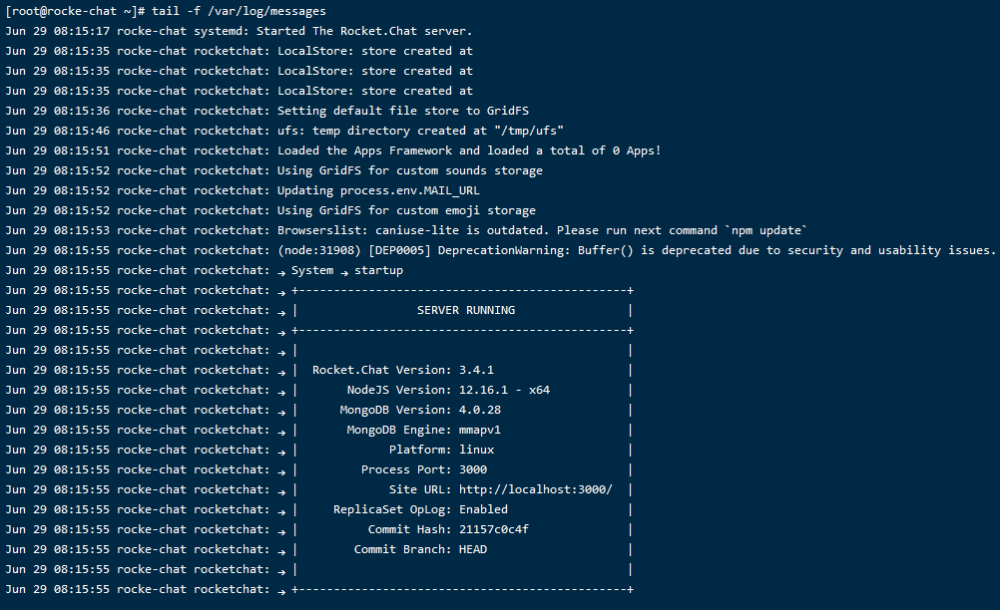 [root@rocke-chat ~]# tail -f /var/log/messages
Jun 29 08:15:17 rocke-chat systemd: Started The Rocket.Chat server.
Jun 29 08:15:35 rocke-chat rocketchat: LocalStore: store created at
Jun 29 08:15:35 rocke-chat rocketchat: LocalStore: store created at
Jun 29 08:15:35 rocke-chat rocketchat: LocalStore: store created at
Jun 29 08:15:36 rocke-chat rocketchat: Setting default file store to GridFS
Jun 29 08:15:46 rocke-chat rocketchat: ufs: temp directory created at "/tmp/ufs"
Jun 29 08:15:51 rocke-chat rocketchat: Loaded the Apps Framework and loaded a total of 0 Apps!
Jun 29 08:15:52 rocke-chat rocketchat: Using GridFS for custom sounds storage
Jun 29 08:15:52 rocke-chat rocketchat: Updating process.env.MAIL_URL
Jun 29 08:15:52 rocke-chat rocketchat: Using GridFS for custom emoji storage
Jun 29 08:15:53 rocke-chat rocketchat: Browserslist: caniuse-lite is outdated. Please run next command `npm update`
Jun 29 08:15:55 rocke-chat rocketchat: (node:31908) [DEP0005] DeprecationWarning: Buffer() is deprecated due to security and usability issues.
Jun 29 08:15:55 rocke-chat rocketchat: → System → startup
Jun 29 08:15:55 rocke-chat rocketchat: → +-----------------------------------------------+
Jun 29 08:15:55 rocke-chat rocketchat: → |                 SERVER RUNNING                |
Jun 29 08:15:55 rocke-chat rocketchat: → +-----------------------------------------------+
Jun 29 08:15:55 rocke-chat rocketchat: → |                                               |
Jun 29 08:15:55 rocke-chat rocketchat: → |  Rocket.Chat Version: 3.4.1                   |
Jun 29 08:15:55 rocke-chat rocketchat: → |       NodeJS Version: 12.16.1 - x64           |
Jun 29 08:15:55 rocke-chat rocketchat: → |      MongoDB Version: 4.0.28                  |
Jun 29 08:15:55 rocke-chat rocketchat: → |       MongoDB Engine: mmapv1                  |
Jun 29 08:15:55 rocke-chat rocketchat: → |             Platform: linux                   |
Jun 29 08:15:55 rocke-chat rocketchat: → |         Process Port: 3000                    |
Jun 29 08:15:55 rocke-chat rocketchat: → |             Site URL: http://localhost:3000/  |
Jun 29 08:15:55 rocke-chat rocketchat: → |     ReplicaSet OpLog: Enabled                 |
Jun 29 08:15:55 rocke-chat rocketchat: → |          Commit Hash: 21157c0c4f              |
Jun 29 08:15:55 rocke-chat rocketchat: → |        Commit Branch: HEAD                    |
Jun 29 08:15:55 rocke-chat rocketchat: → |                                               |
Jun 29 08:15:55 rocke-chat rocketchat: → +-----------------------------------------------+